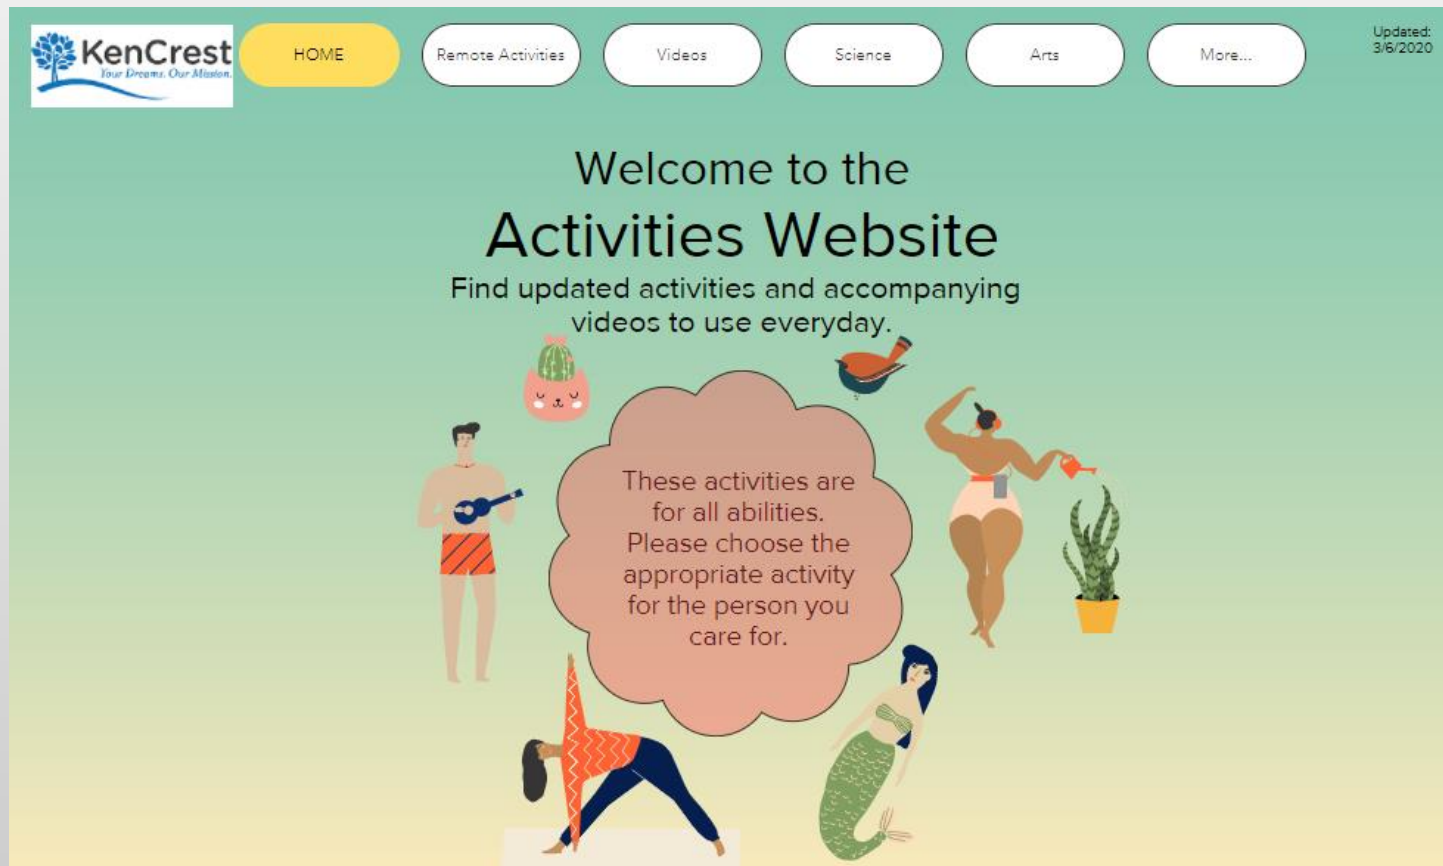 KenCrest
Your Dreams. Our Mission.
HOME
Remote Activities
Videos
Science
Arts
More...
Updated:
3/6/2020
Welcome to the
Activities Website
Find updated activities and accompanying
videos to use everyday.
These activities are
for all abilities.
Please choose the
appropriate activity
for the person you
care for.